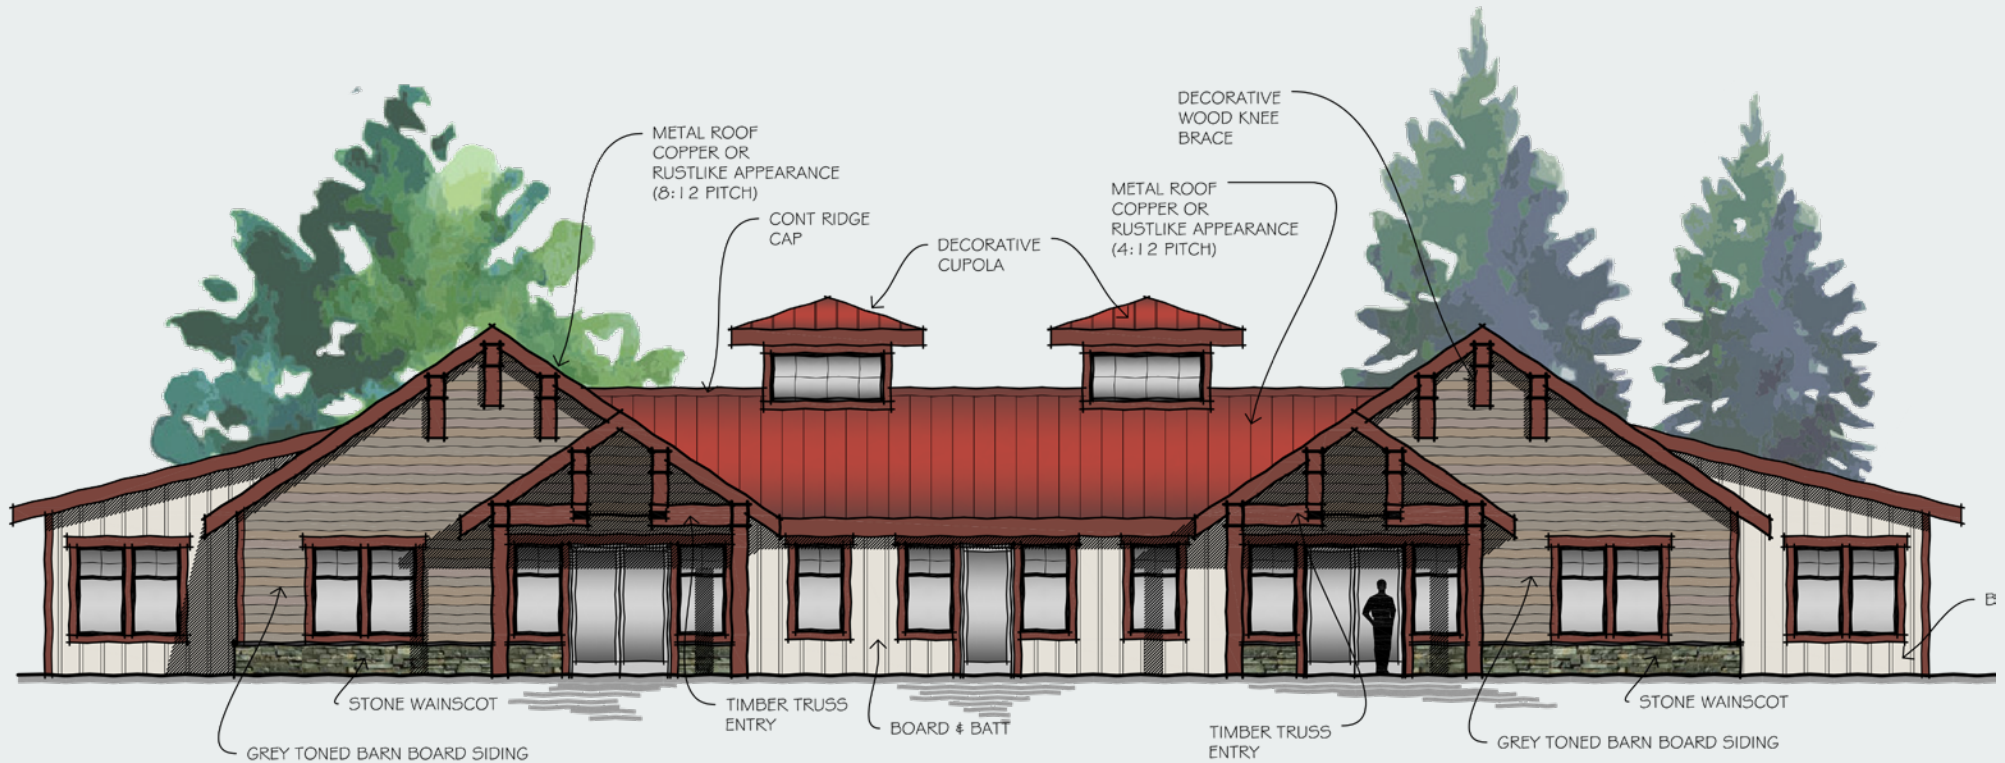 METAL ROOF
COPPER OR
RUSTLIKE APPEARANCE
(8:12 PITCH)
CONT RIDGE
CAP
DECORATIVE
CUPOLA
DECORATIVE
WOOD KNEE
BRACE
METAL ROOF
COPPER OR
RUSTLIKE APPEARANCE
(4:12 PITCH)
STONE WAINSCOT
GREY TONED BARN BOARD SIDING
TIMBER TRUSS
ENTRY
BOARD & BATT
TIMBER TRUSS
ENTRY
STONE WAINSCOT
GREY TONED BARN BOARD SIDING